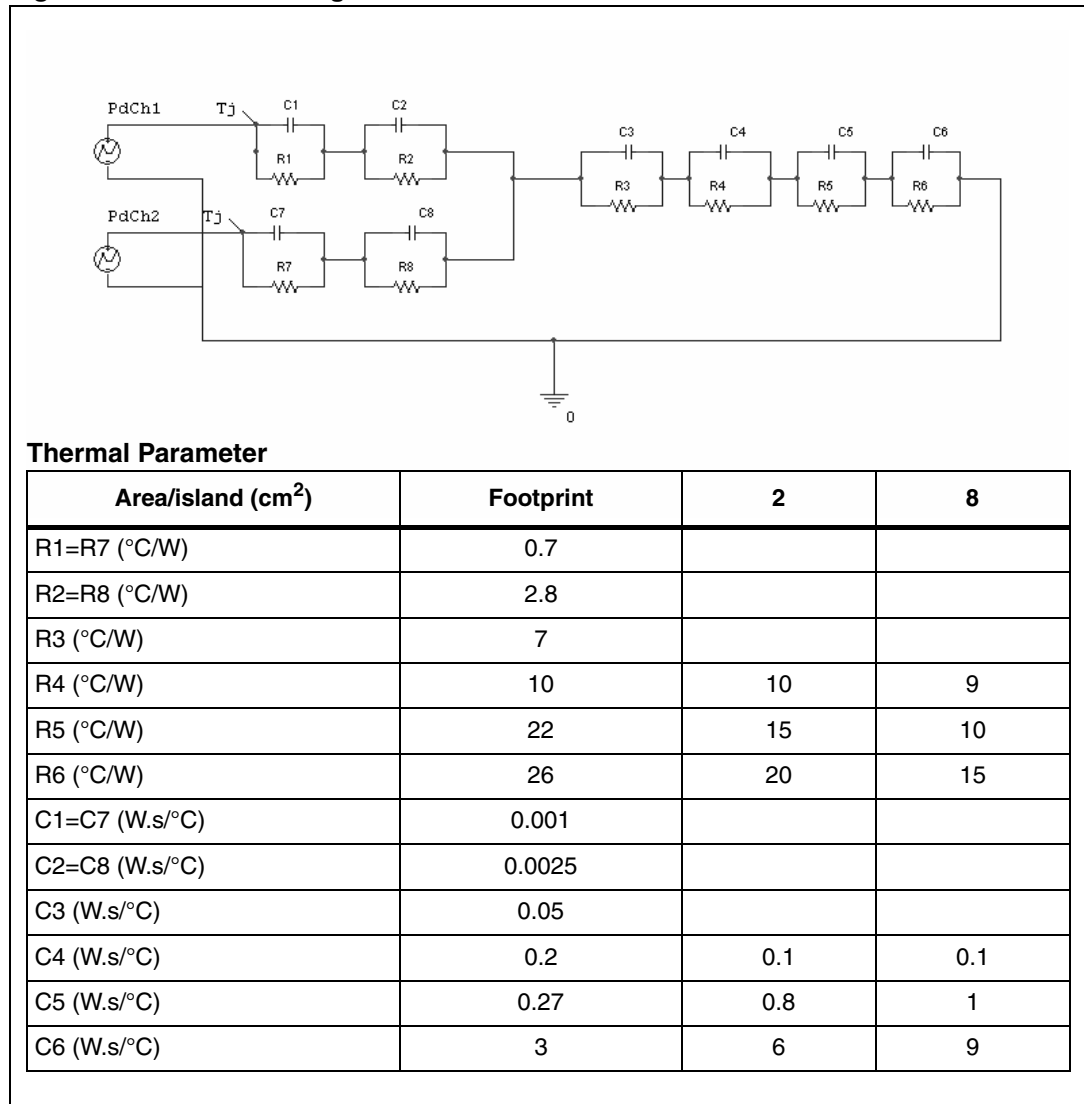 PdCh1 Tj C1 C2
R1 R2
C3 C4 C5 C6
R3 R4 R5 R6
PdCh2 Tj C7 C8
R7 R8
0
Thermal Parameter
Area/island (cm2) Footprint 2 8
R1=R7 (°C/W) 0.7
R2=R8 (°C/W) 2.8
R3 (°C/W) 7
R4 (°C/W) 10 10 9
R5 (°C/W) 22 15 10
R6 (°C/W) 26 20 15
C1=C7 (W.s/°C) 0.001
C2=C8 (W.s/°C) 0.0025
C3 (W.s/°C) 0.05
C4 (W.s/°C) 0.2 0.1 0.1
C5 (W.s/°C) 0.27 0.8 1
C6 (W.s/°C) 3 6 9